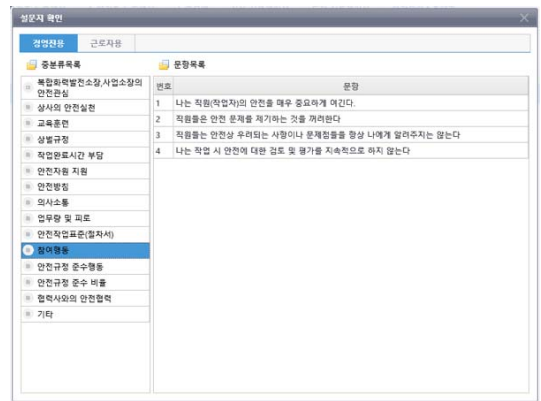 설문지 확인
경영진용 근로자용
중분류목록
복합화력발전소장,사업소장의
안전관심
상사의 안전실천
교육훈련
상벌규정
작업완료시간 부담
안전자원 지원
안전방침
의사소통
업무량 및 피로
안전작업표준(절차서)
참여행동
안전규정 준수행동
안전규정 준수 비율
협력사와의 안전협력
기타
문항목록
번호 문항
1 나는 직원(작업자)의 안전을 매우 중요하게 여긴다.
2 직원들은 안전 문제를 제기하는 것을 꺼려한다
3 직원들는 안전상 우려되는 사항이나 문제점들을 항상 나에게 알려주지는 않는다
4 나는 작업 시 안전에 대한 검토 및 평가를 지속적으로 하지 않는다